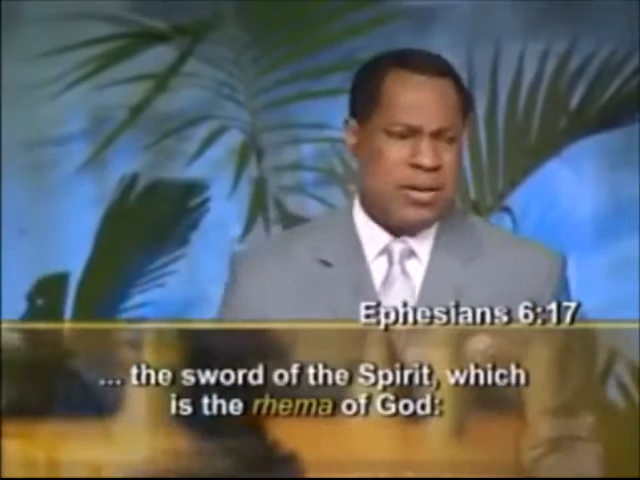 Ephesians 6:17
... the sword of the Spirit, which
is the rhema of God: